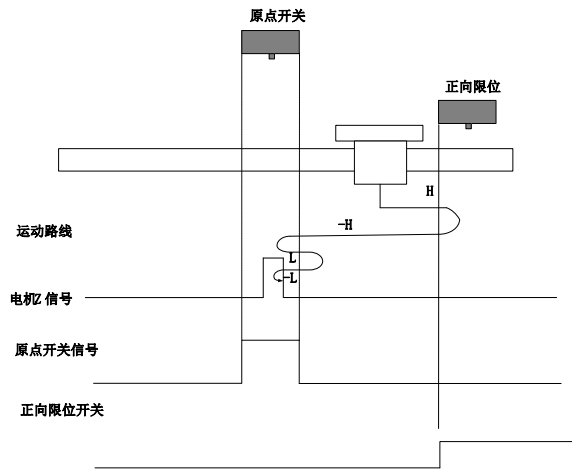 原点开关
正向限位
H
运动路线
-H
L
-L
电机Z 信号
原点开关信号
正向限位开关